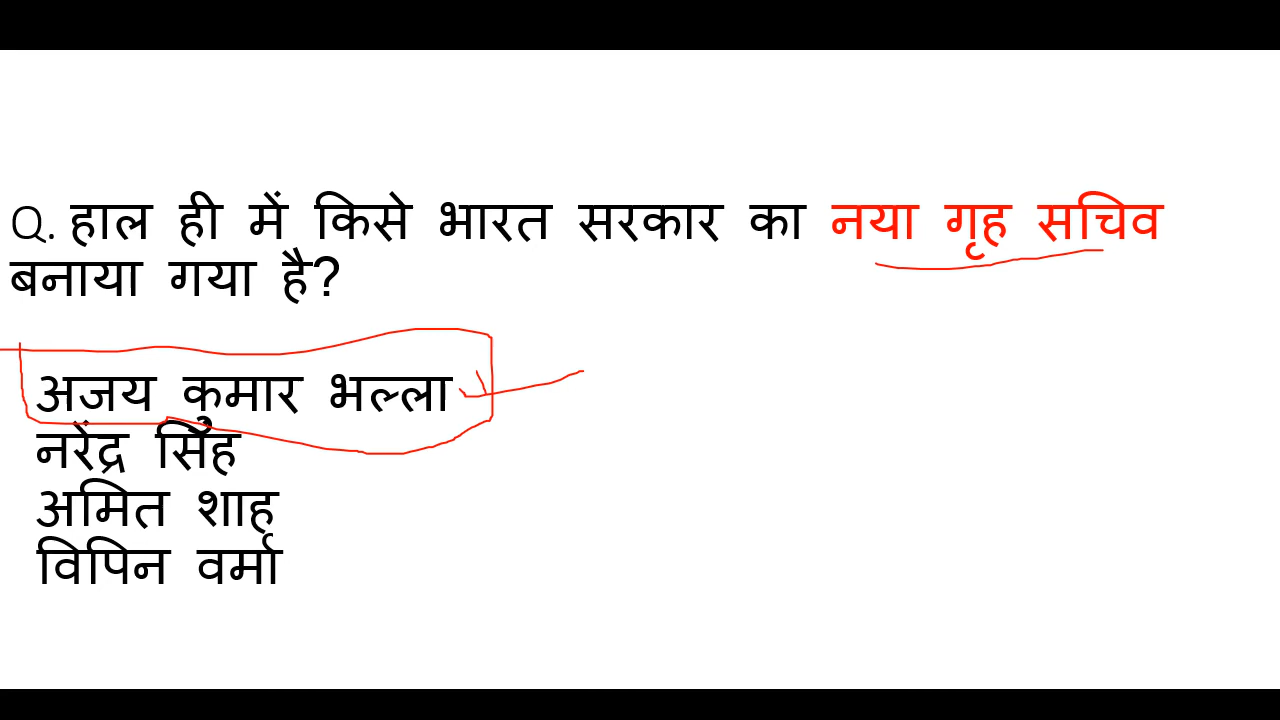 Q. हाल ही में किसे भारत सरकार का नया गृह सचिव
बनाया गया है?
अजय कुमार भल्ला
नरेंद्र सिंह
अमित शाह
विपिन वर्मा